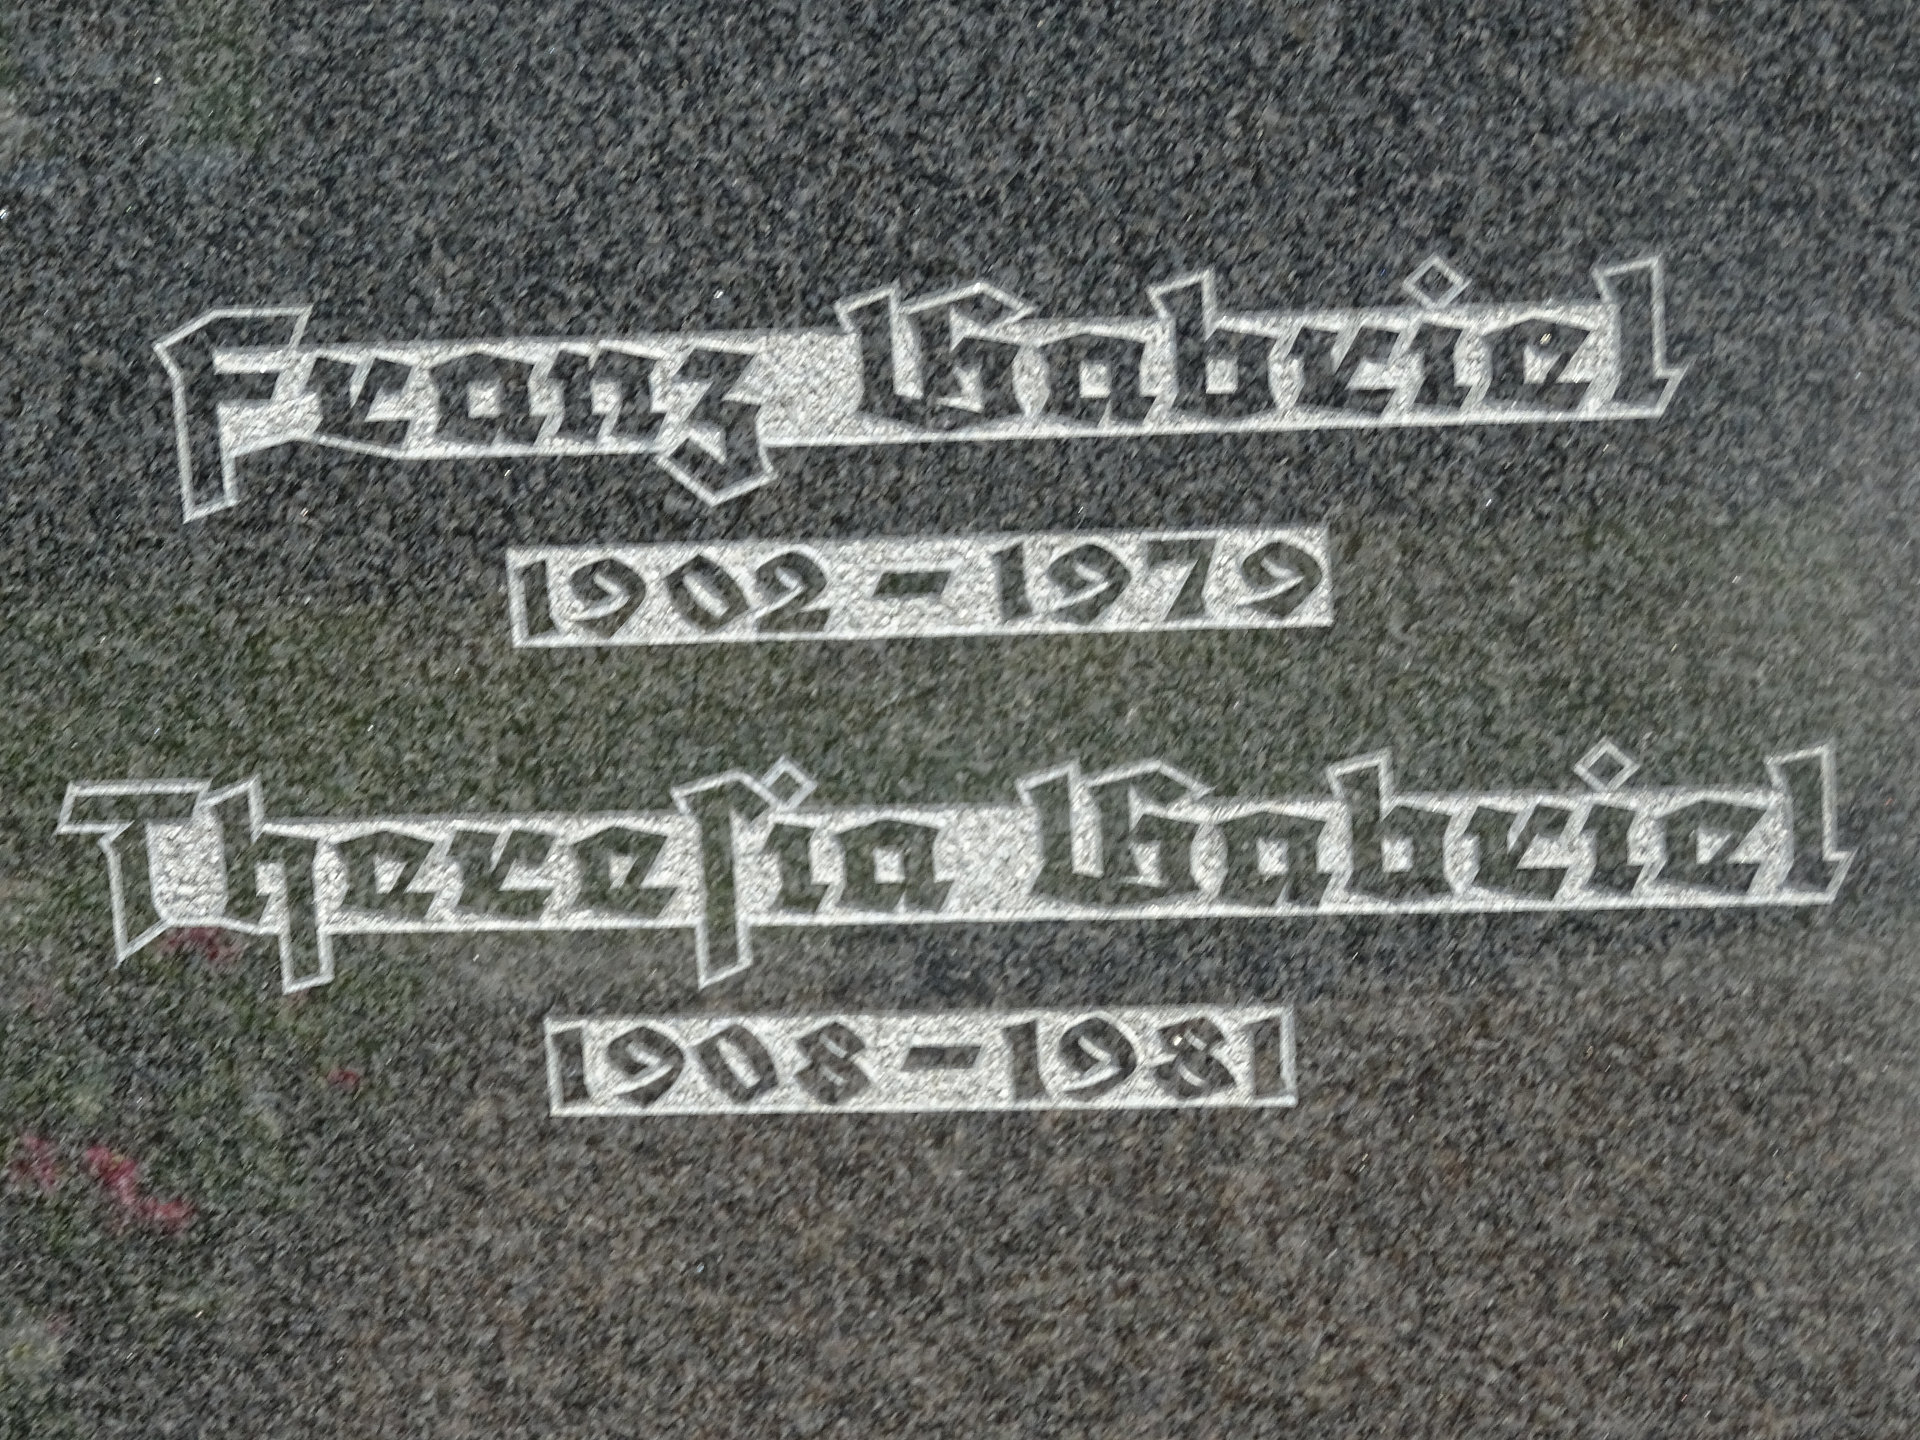 Franz Gabriel
1902 - 1979
Thereſia Gabriel
1908 - 1981